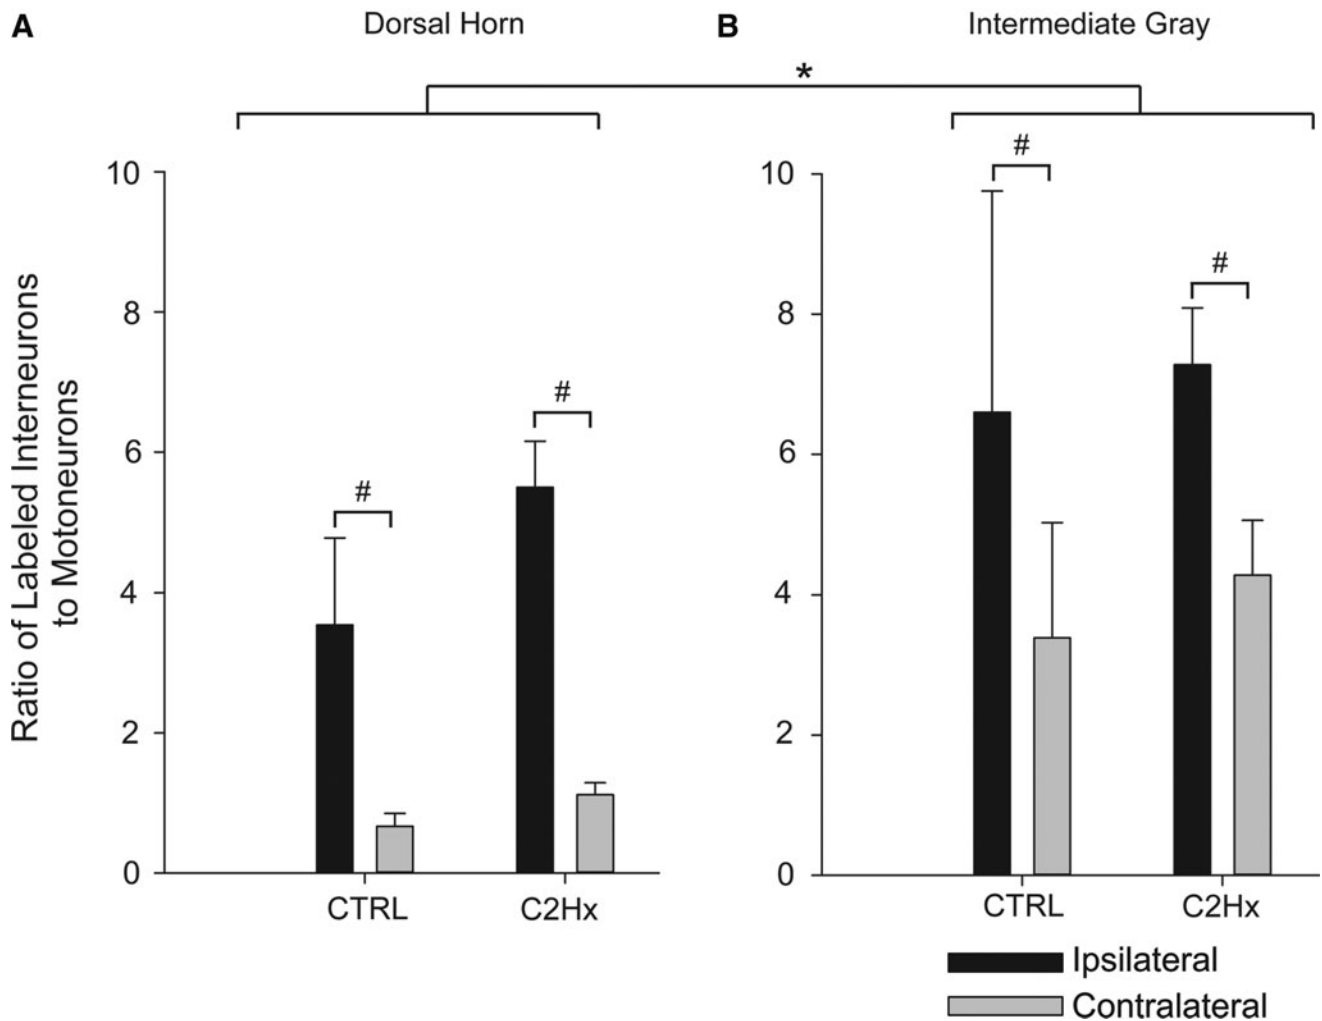 A Dorsal Horn
B Intermediate Gray
*
Ratio of Labeled Interneurons
to Motoneurons
10
8
6
4
2
0
#
#
CTRL C2Hx
10
8
6
4
2
0
#
#
CTRL C2Hx
Ipsilateral
Contralateral